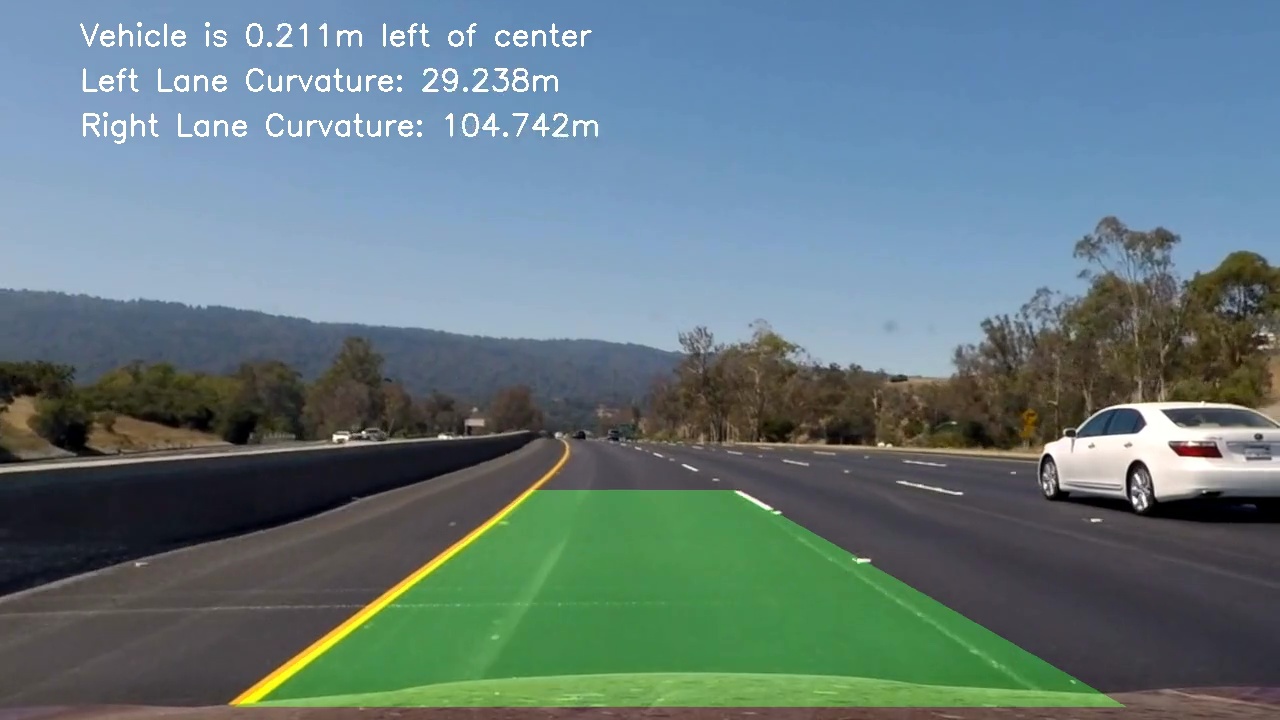 Vehicle is 0.211m left of center
Left Lane Curvature: 29.238m
Right Lane Curvature: 104.742m